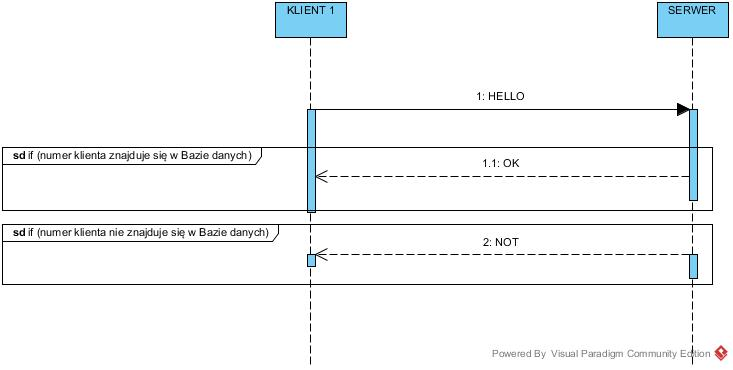 KLIENT 1
SERWER
1: HELLO
sd if (numer klienta znajduje się w Bazie danych)
1.1: OK
sd if (numer klienta nie znajduje się w Bazie danych)
2: NOT
Powered By Visual Paradigm Community Edition